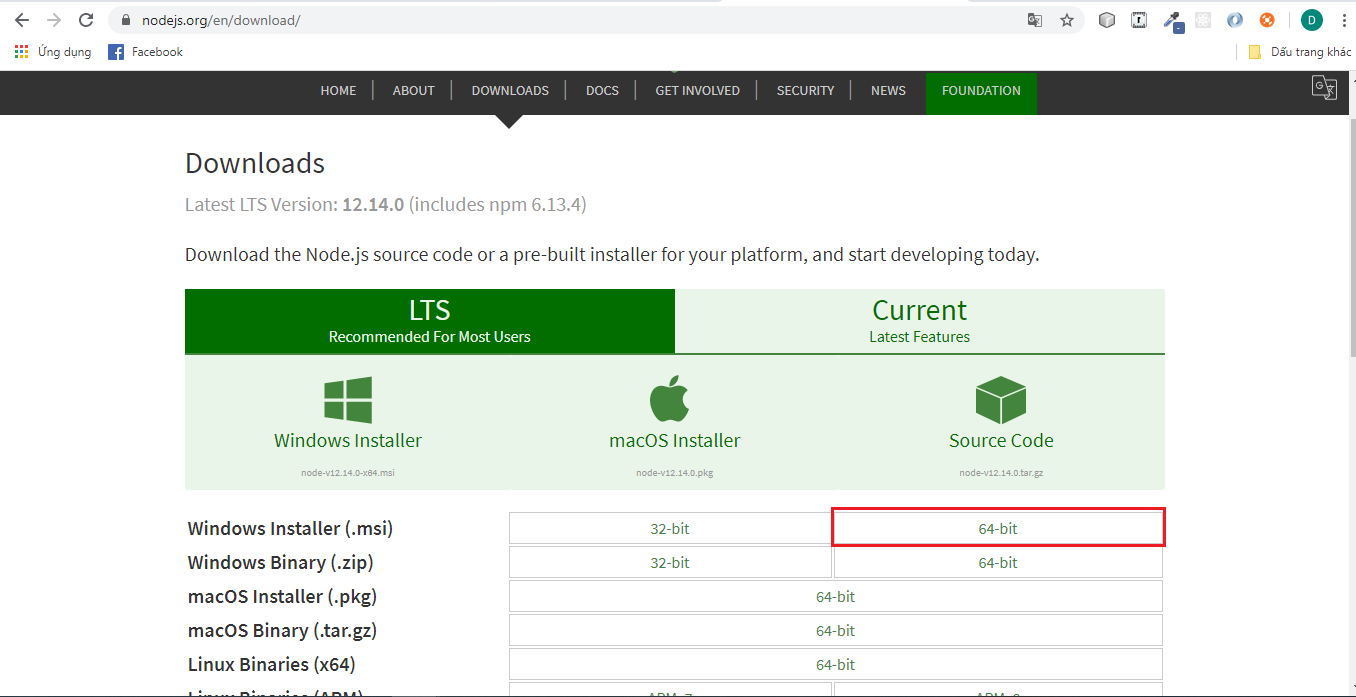 nodejs.org/en/download/
D
Ứng dụng
Facebook
Dấu trang khác
HOME
ABOUT
DOWNLOADS
DOCS
GET INVOLVED
SECURITY
NEWS
FOUNDATION
Downloads
Latest LTS Version: 12.14.0 (includes npm 6.13.4)
Download the Node.js source code or a pre-built installer for your platform, and start developing today.
LTS
Recommended For Most Users
Current
Latest Features
Windows Installer
node-v12.14.0-x64.msi
macOS Installer
node-v12.14.0.pkg
Source Code
node-v12.14.0.tar.gz
Windows Installer (.msi)
32-bit
64-bit
Windows Binary (.zip)
32-bit
64-bit
macOS Installer (.pkg)
64-bit
macOS Binary (.tar.gz)
64-bit
Linux Binaries (x64)
64-bit
Linux Binaries (ARM)